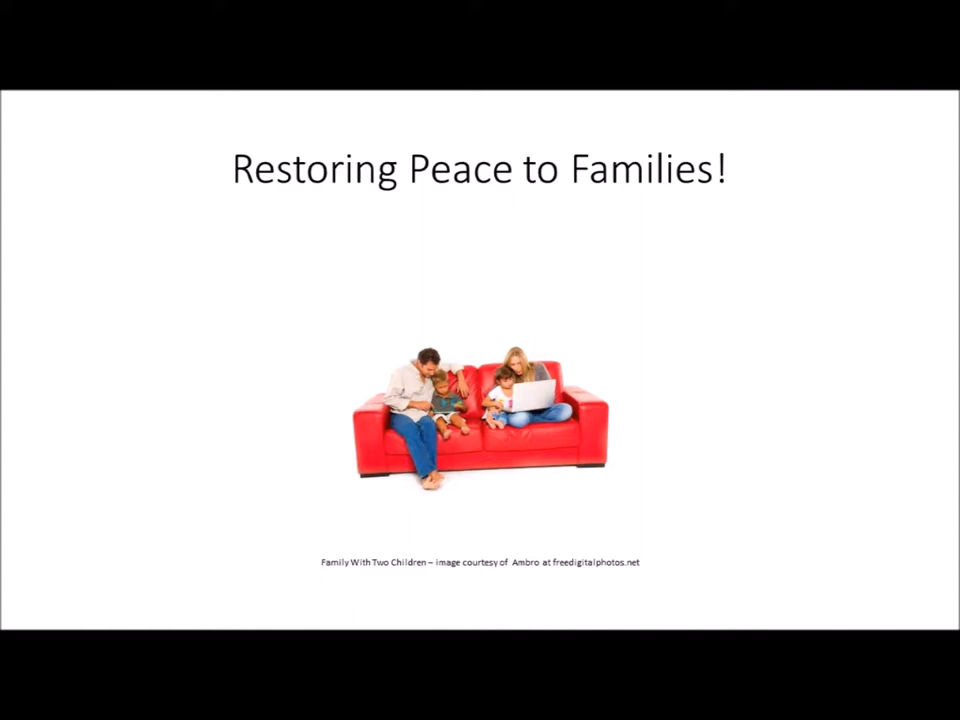 Restoring Peace to Families!
Family With Two Children – image courtesy of Ambro at freedigitalphotos.net